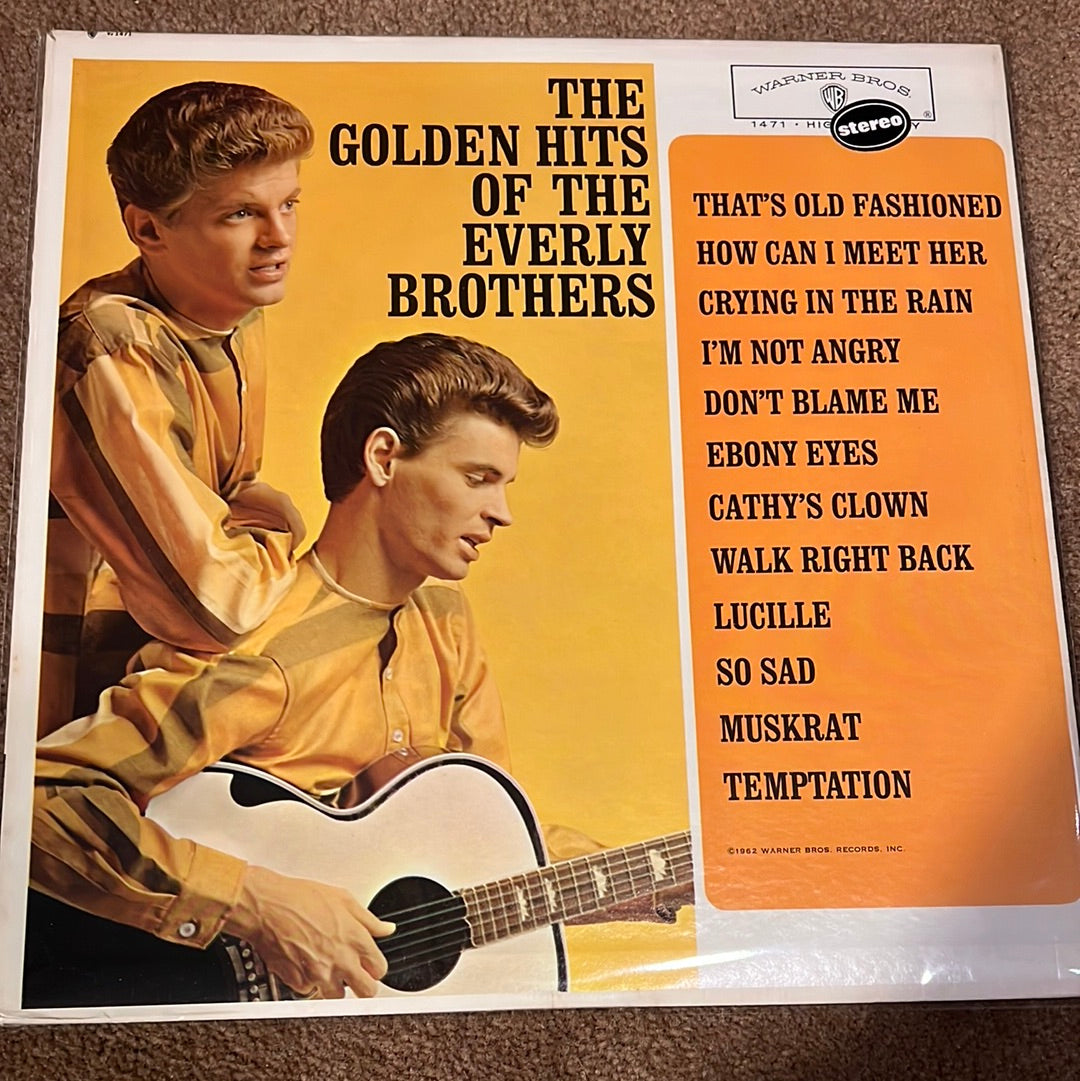 THE
GOLDEN HITS
OF THE
EVERLY
BROTHERS
WARNER BROS.
WB
®
1471 • HIG
stereo
Y
THAT'S OLD FASHIONED
HOW CAN I MEET HER
CRYING IN THE RAIN
I'M NOT ANGRY
DON'T BLAME ME
EBONY EYES
CATHY'S CLOWN
WALK RIGHT BACK
LUCILLE
SO SAD
MUSKRAT
TEMPTATION
©1962 WARNER BROS. RECORDS, INC.